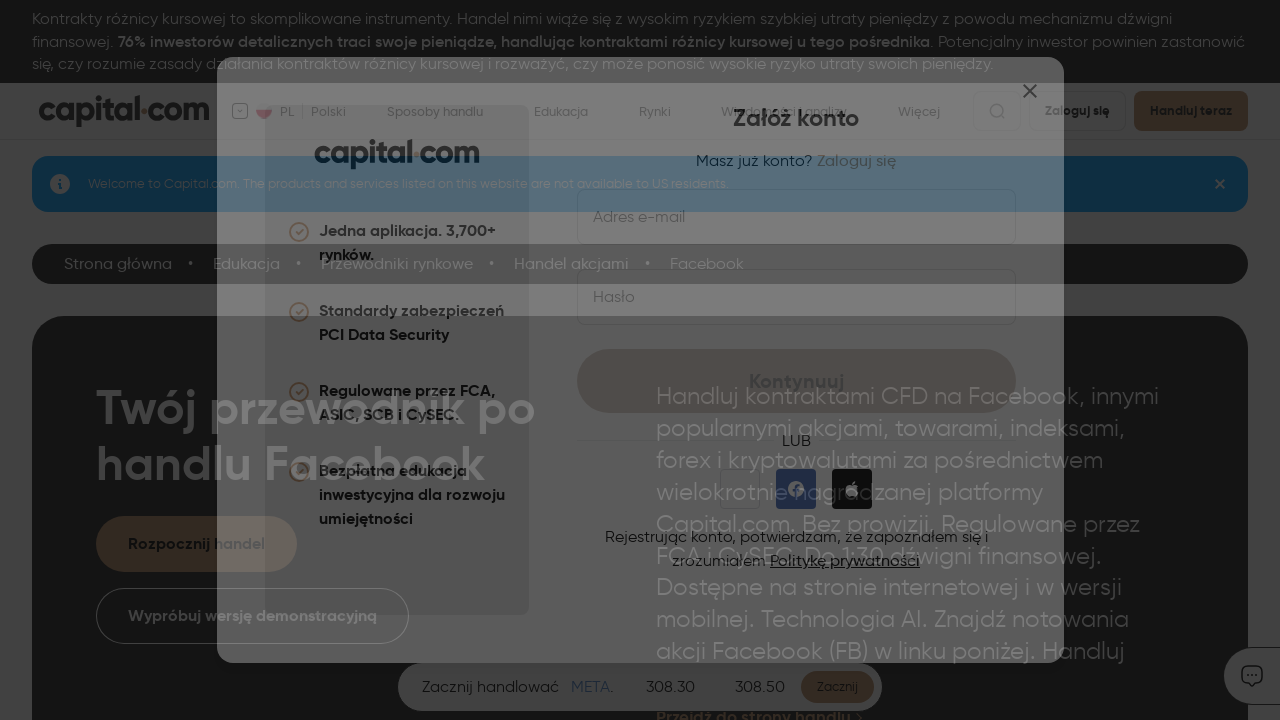 Kontrakty różnicy kursowej to skomplikowane instrumenty. Handel nimi wiąże się z wysokim ryzykiem szybkiej utraty pieniędzy z powodu mechanizmu dźwigni
finansowej. 76% inwestorów detalicznych traci swoje pieniądze, handlując kontraktami różnicy kursowej u tego pośrednika. Potencjalny inwestor powinien zastanowić
się, czy rozumie zasady działania kontraktów różnicy kursowej i rozważyć, czy może ponosić wysokie ryzyko utraty swoich pieniędzy.
capital.com
PL Polski
Sposoby handlu
Edukacja
Rynki
Wiadomości i analizy
Więcej
Zaloguj się
Handluj teraz
Welcome to Capital.com. The products and services listed on this website are not available to US residents.
Strona główna • Edukacja • Przewodniki rynkowe • Handel akcjami • Facebook
Twój przewodnik po
handlu Facebook
Rozpocznij handel
Wypróbuj wersję demonstracyjną
Handluj kontraktami CFD na Facebook, innymi
popularnymi akcjami, towarami, indeksami,
forex i kryptowalutami za pośrednictwem
wielokrotnie nagradzanej platformy
Capital.com. Bez prowizji. Regulowane przez
FCA i CySEC. Do 1:30 dźwigni finansowej.
Dostępne na stronie internetowej i w wersji
mobilnej. Technologia AI. Znajdź notowania
akcji Facebook (FB) w linku poniżej. Handluj
Przejdź do strony handlu
capital.com
Jedna aplikacja. 3,700+
rynków.
Standardy zabezpieczeń
PCI Data Security
Regulowane przez FCA,
ASIC, SCB i CySEC.
Bezpłatna edukacja
inwestycyjna dla rozwoju
umiejętności
Załóż konto
Masz już konto? Zaloguj się
Adres e-mail
Hasło
Kontynuuj
LUB
Rejestrując konto, potwierdzam, że zapoznałem się i
zrozumiałem Politykę prywatności
Zacznij handlować META. 308.30 308.50 Zacznij